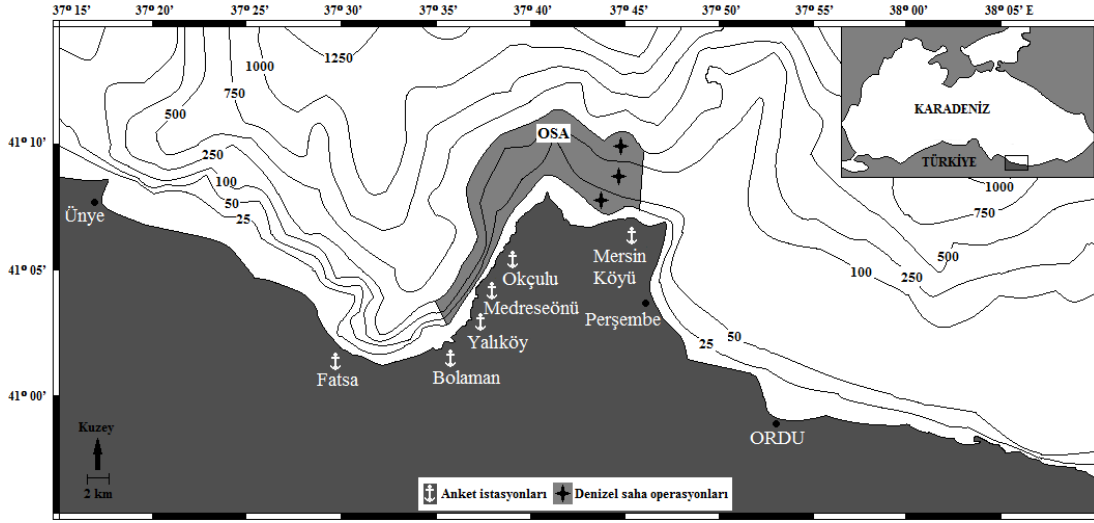 37º 15' 37º 20' 37º 25' 37º 30' 37º 35' 37º 40' 37º 45' 37º 50' 37º 55' 38º 00' 38º 05' E
1250
1000
750
500
250
100
50
25
41º 10'
41º 05'
41º 00'
OSA
KARADENİZ
TÜRKİYE
1000
750
500
250
100
50
25
Ünye
Mersin
Köyü
Okçulu
Medreseönü
Perşembe
Yalıköy
Fatsa
Bolaman
ORDU
Kuzey
2 km
Anket istasyonları Denizel saha operasyonları